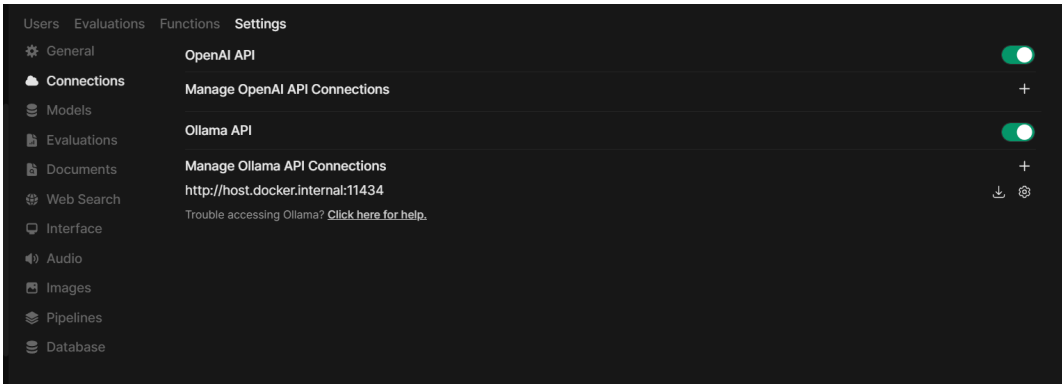 Users Evaluations Functions Settings
General
Connections
Models
Evaluations
Documents
Web Search
Interface
Audio
Images
Pipelines
Database
OpenAI API
Manage OpenAI API Connections
Ollama API
Manage Ollama API Connections
http://host.docker.internal:11434
Trouble accessing Ollama? Click here for help.